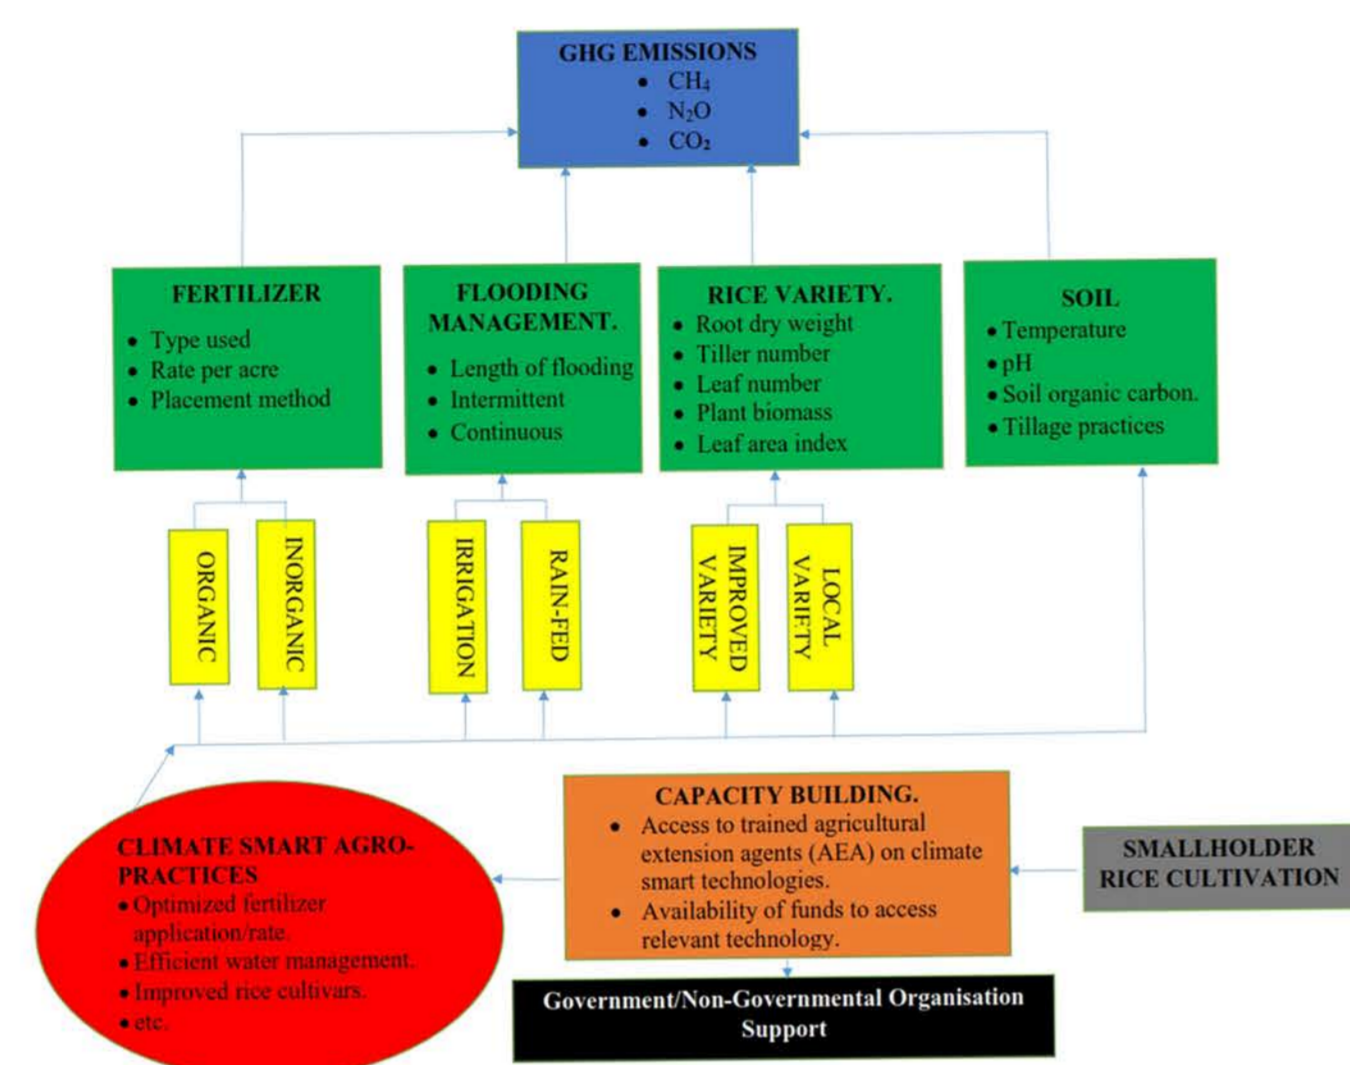 GHG EMISSIONS
• CH₄
• N₂O
• CO₂
FERTILIZER
• Type used
• Rate per acre
• Placement method
FLOODING
MANAGEMENT.
• Length of flooding
• Intermittent
• Continuous
RICE VARIETY.
• Root dry weight
• Tiller number
• Leaf number
• Plant biomass
• Leaf area index
SOIL
• Temperature
• pH
• Soil organic carbon.
• Tillage practices
ORGANIC
INORGANIC
IRRIGATION
RAIN-FED
IMPROVED
VARIETY
LOCAL
VARIETY
CLIMATE SMART AGRO-
PRACTICES
• Optimized fertilizer
application/rate.
• Efficient water management.
• Improved rice cultivars.
• etc.
CAPACITY BUILDING.
• Access to trained agricultural
extension agents (AEA) on climate
smart technologies.
• Availability of funds to access
relevant technology.
SMALLHOLDER
RICE CULTIVATION
Government/Non-Governmental Organisation
Support